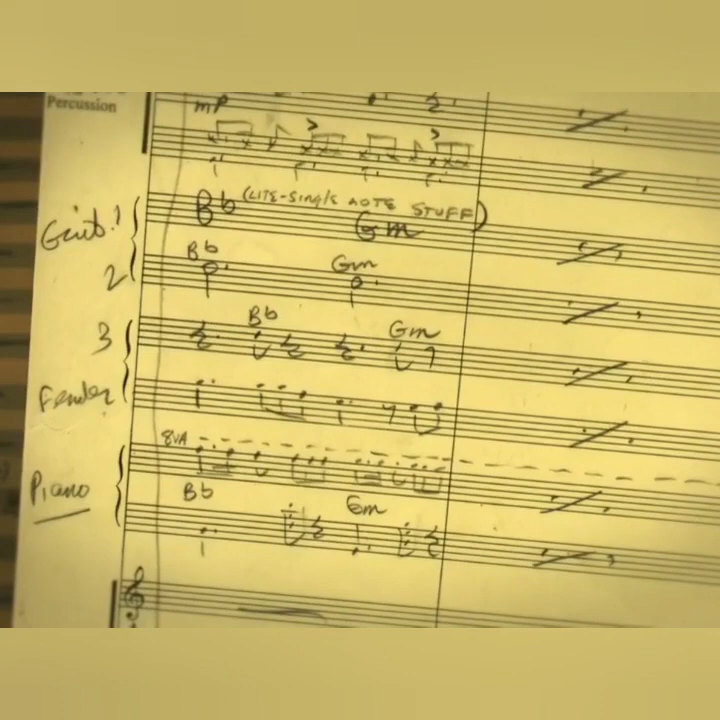 Percussion
mP
Guit. 1
Bb (LITE-SinglE NOTE STUFF)
Gm
2
Bb Gm
3
Bb Gm
Fender
8VA
Piano
Bb Gm